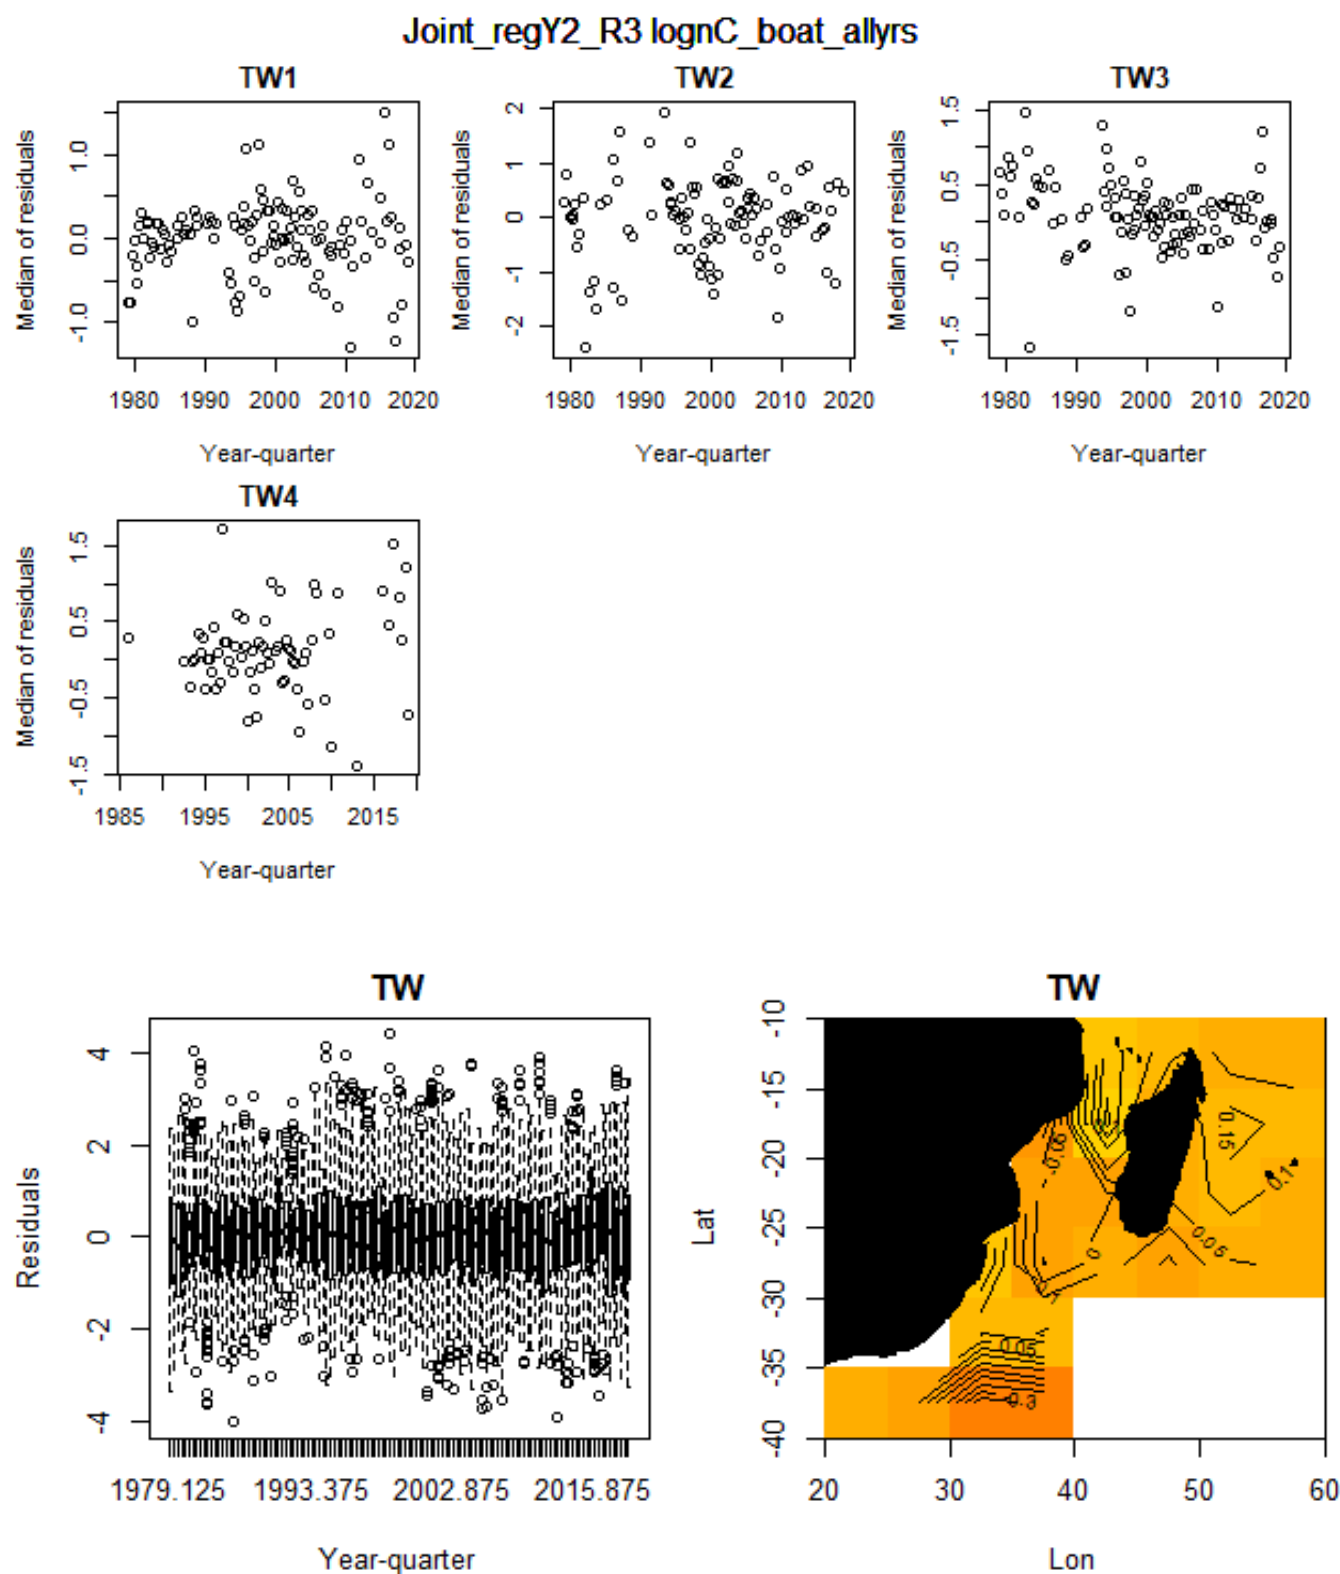 Joint_regY2_R3 lognC_boat_allyrs
TW1 TW2 TW3
Median of residuals
-1.0 0.0 1.0
1980 1990 2000 2010 2020
Year-quarter
Median of residuals
-2 -1 0 1 2
1980 1990 2000 2010 2020
Year-quarter
Median of residuals
-1.5 -0.5 0.5 1.5
1980 1990 2000 2010 2020
Year-quarter
TW4
Median of residuals
-1.5 -0.5 0.5 1.5
1985 1995 2005 2015
Year-quarter
TW
Residuals
-4 -2 0 2 4
1979.125 1993.375 2002.875 2015.875
Year-quarter
TW
Lat
-40 -35 -30 -25 -20 -15 -10
20 30 40 50 60
Lon
0.15
0.1
0.05
0
0.05
-0.3